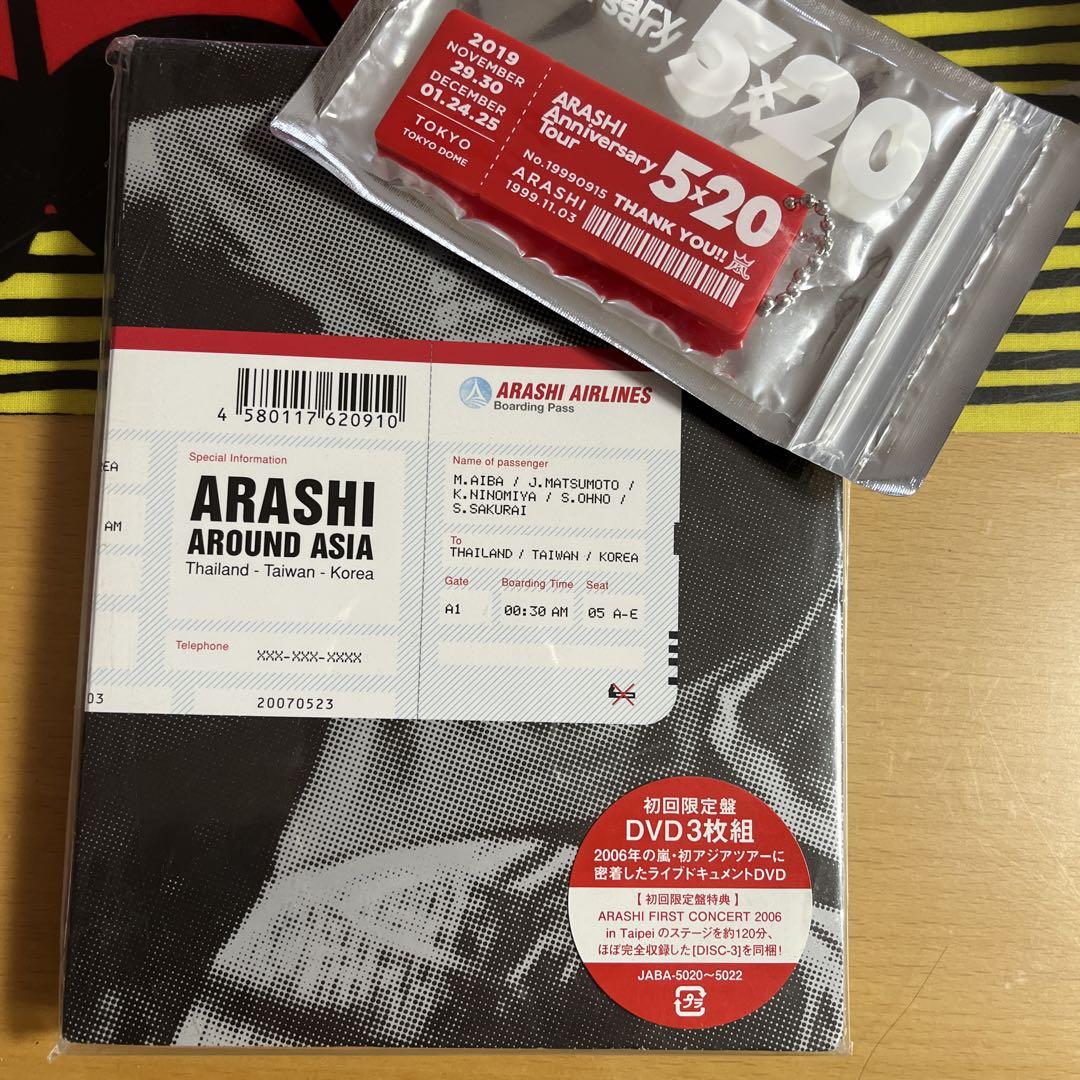 5×20
2019
NOVEMBER
29.30
DECEMBER
01.24.25
TOKYO
TOKYO DOME
ARASHI
Anniversary
Tour
5×20
No.19990915 THANK YOU!!
ARASHI
1999.11.03
4 580117 620910
ARASHI AIRLINES
Boarding Pass
Special Information
ARASHI
AROUND ASIA
Thailand - Taiwan - Korea
Telephone
XXX-XXX-XXXX
20070523
EA
AM
03
Name of passenger
M.AIBA / J.MATSUMOTO /
K.NINOMIYA / S.OHNO /
S.SAKURAI
To
THAILAND / TAIWAN / KOREA
Gate Boarding Time Seat
A1 00:30 AM 05 A-E
初回限定盤
DVD3枚組
2006年の嵐・初アジアツアーに
密着したライブドキュメントDVD
【初回限定盤特典】
ARASHI FIRST CONCERT 2006
in Taipei のステージを約120分、
ほぼ完全収録した[DISC-3]を同梱!
JABA-5020〜5022
プラ